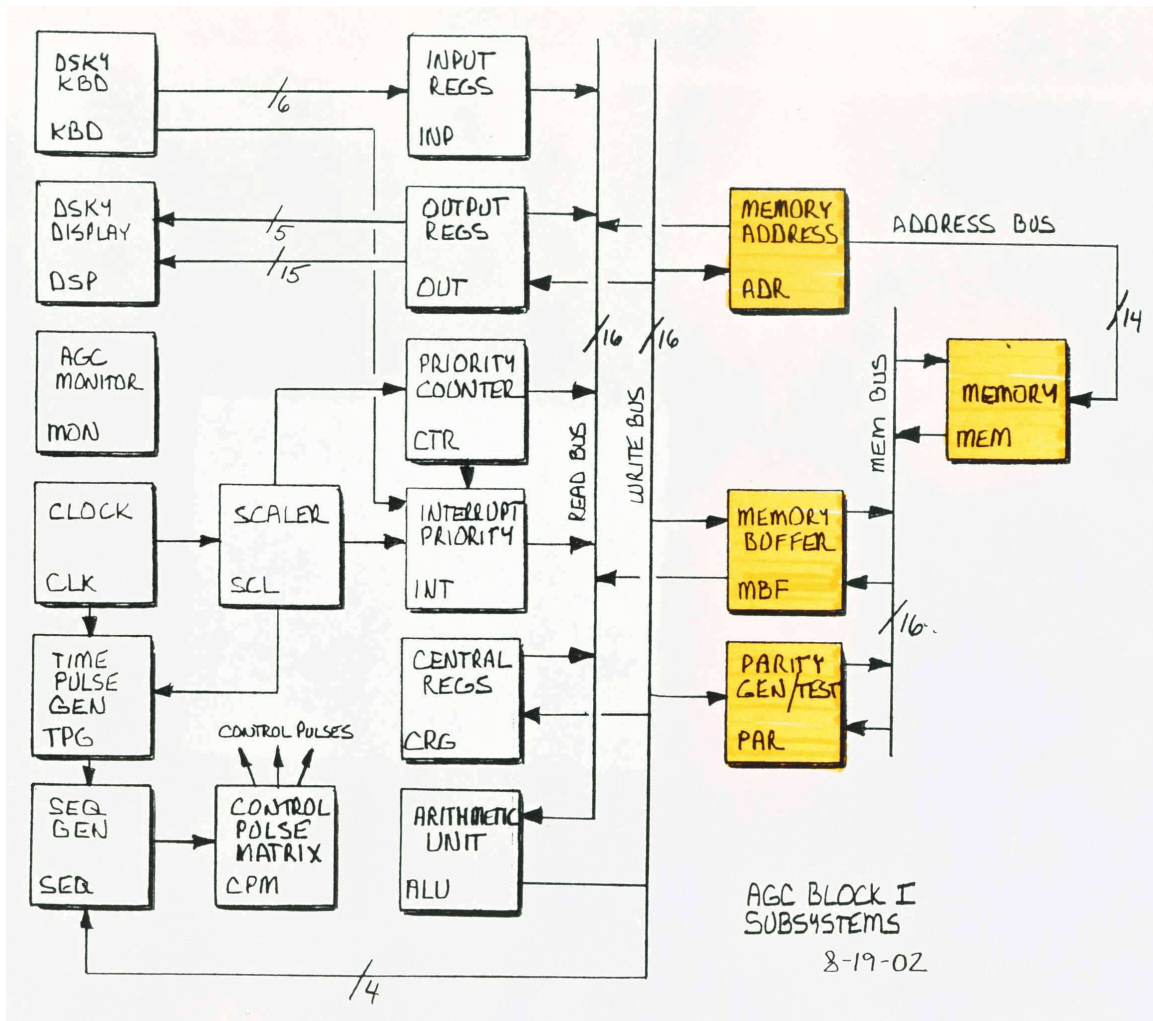 DSKY
KBD
KBD
/6
INPUT
REGS
INP
DSKY
DISPLAY
DSP
/5
/15
OUTPUT
REGS
OUT
MEMORY
ADDRESS
ADR
ADDRESS BUS
/14
AGC
MONITOR
MON
PRIORITY
COUNTER
CTR
/16
/16
READ BUS
WRITE BUS
MEM BUS
MEMORY
MEM
CLOCK
CLK
SCALER
SCL
INTERRUPT
PRIORITY
INT
MEMORY
BUFFER
MBF
/16
TIME
PULSE
GEN
TPG
CENTRAL
REGS
CRG
PARITY
GEN/TEST
PAR
CONTROL PULSES
SEQ
GEN
SEQ
CONTROL
PULSE
MATRIX
CPM
ARITHMETIC
UNIT
ALU
/4
AGC BLOCK I
SUBSYSTEMS
8-19-02